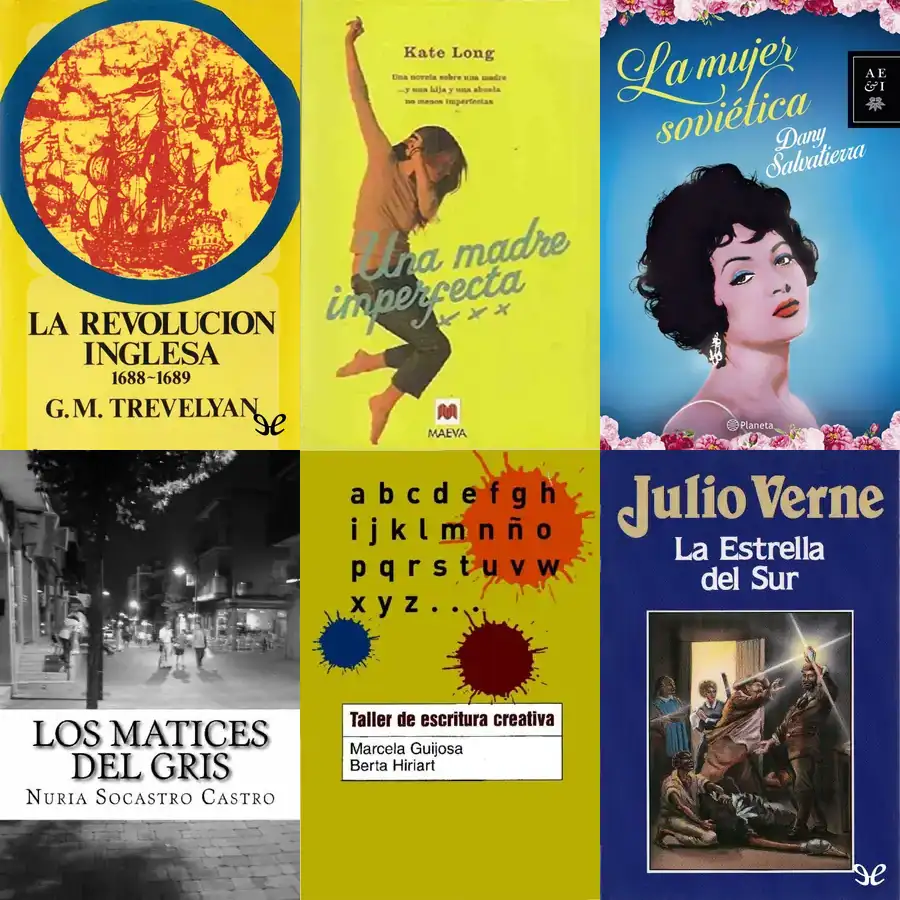 LA REVOLUCION
INGLESA
1688-1689
G.M. TREVELYAN
Kate Long
Una novela sobre una madre
...y una hija y una abuela
no menos imperfectas
Una madre
imperfecta
x x x
MAEVA
La mujer
soviética
Dany
Salvatierra
AE
&I
Planeta
LOS MATICES
DEL GRIS
NURIA SOCASTRO CASTRO
a b c d e f g h
i j k l m n ñ o
p q r s t u v w
x y z . . .
Taller de escritura creativa
Marcela Guijosa
Berta Hiriart
Julio Verne
La Estrella
del Sur